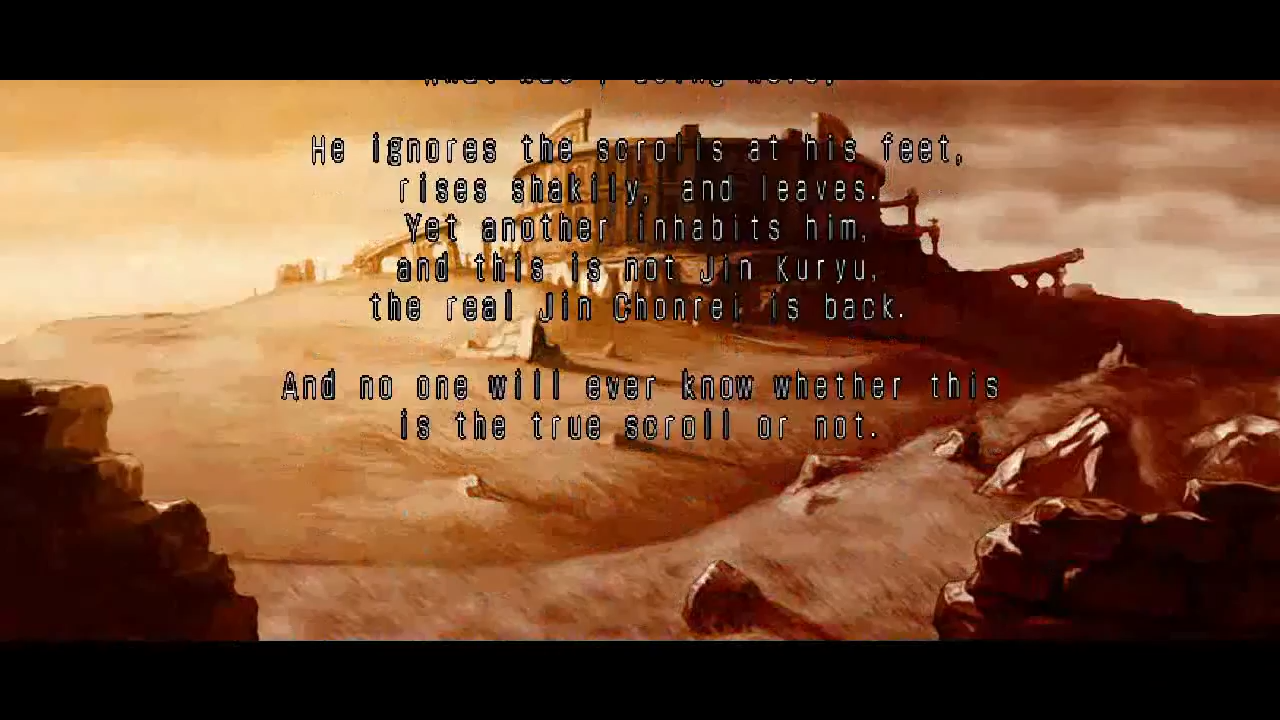 He ignores the scrolls at his feet,
rises shakily, and leaves.
Yet another inhabits him,
and this is not Jin Kuryu,
the real Jin Chonrei is back.
And no one will ever know whether this
is the true scroll or not.